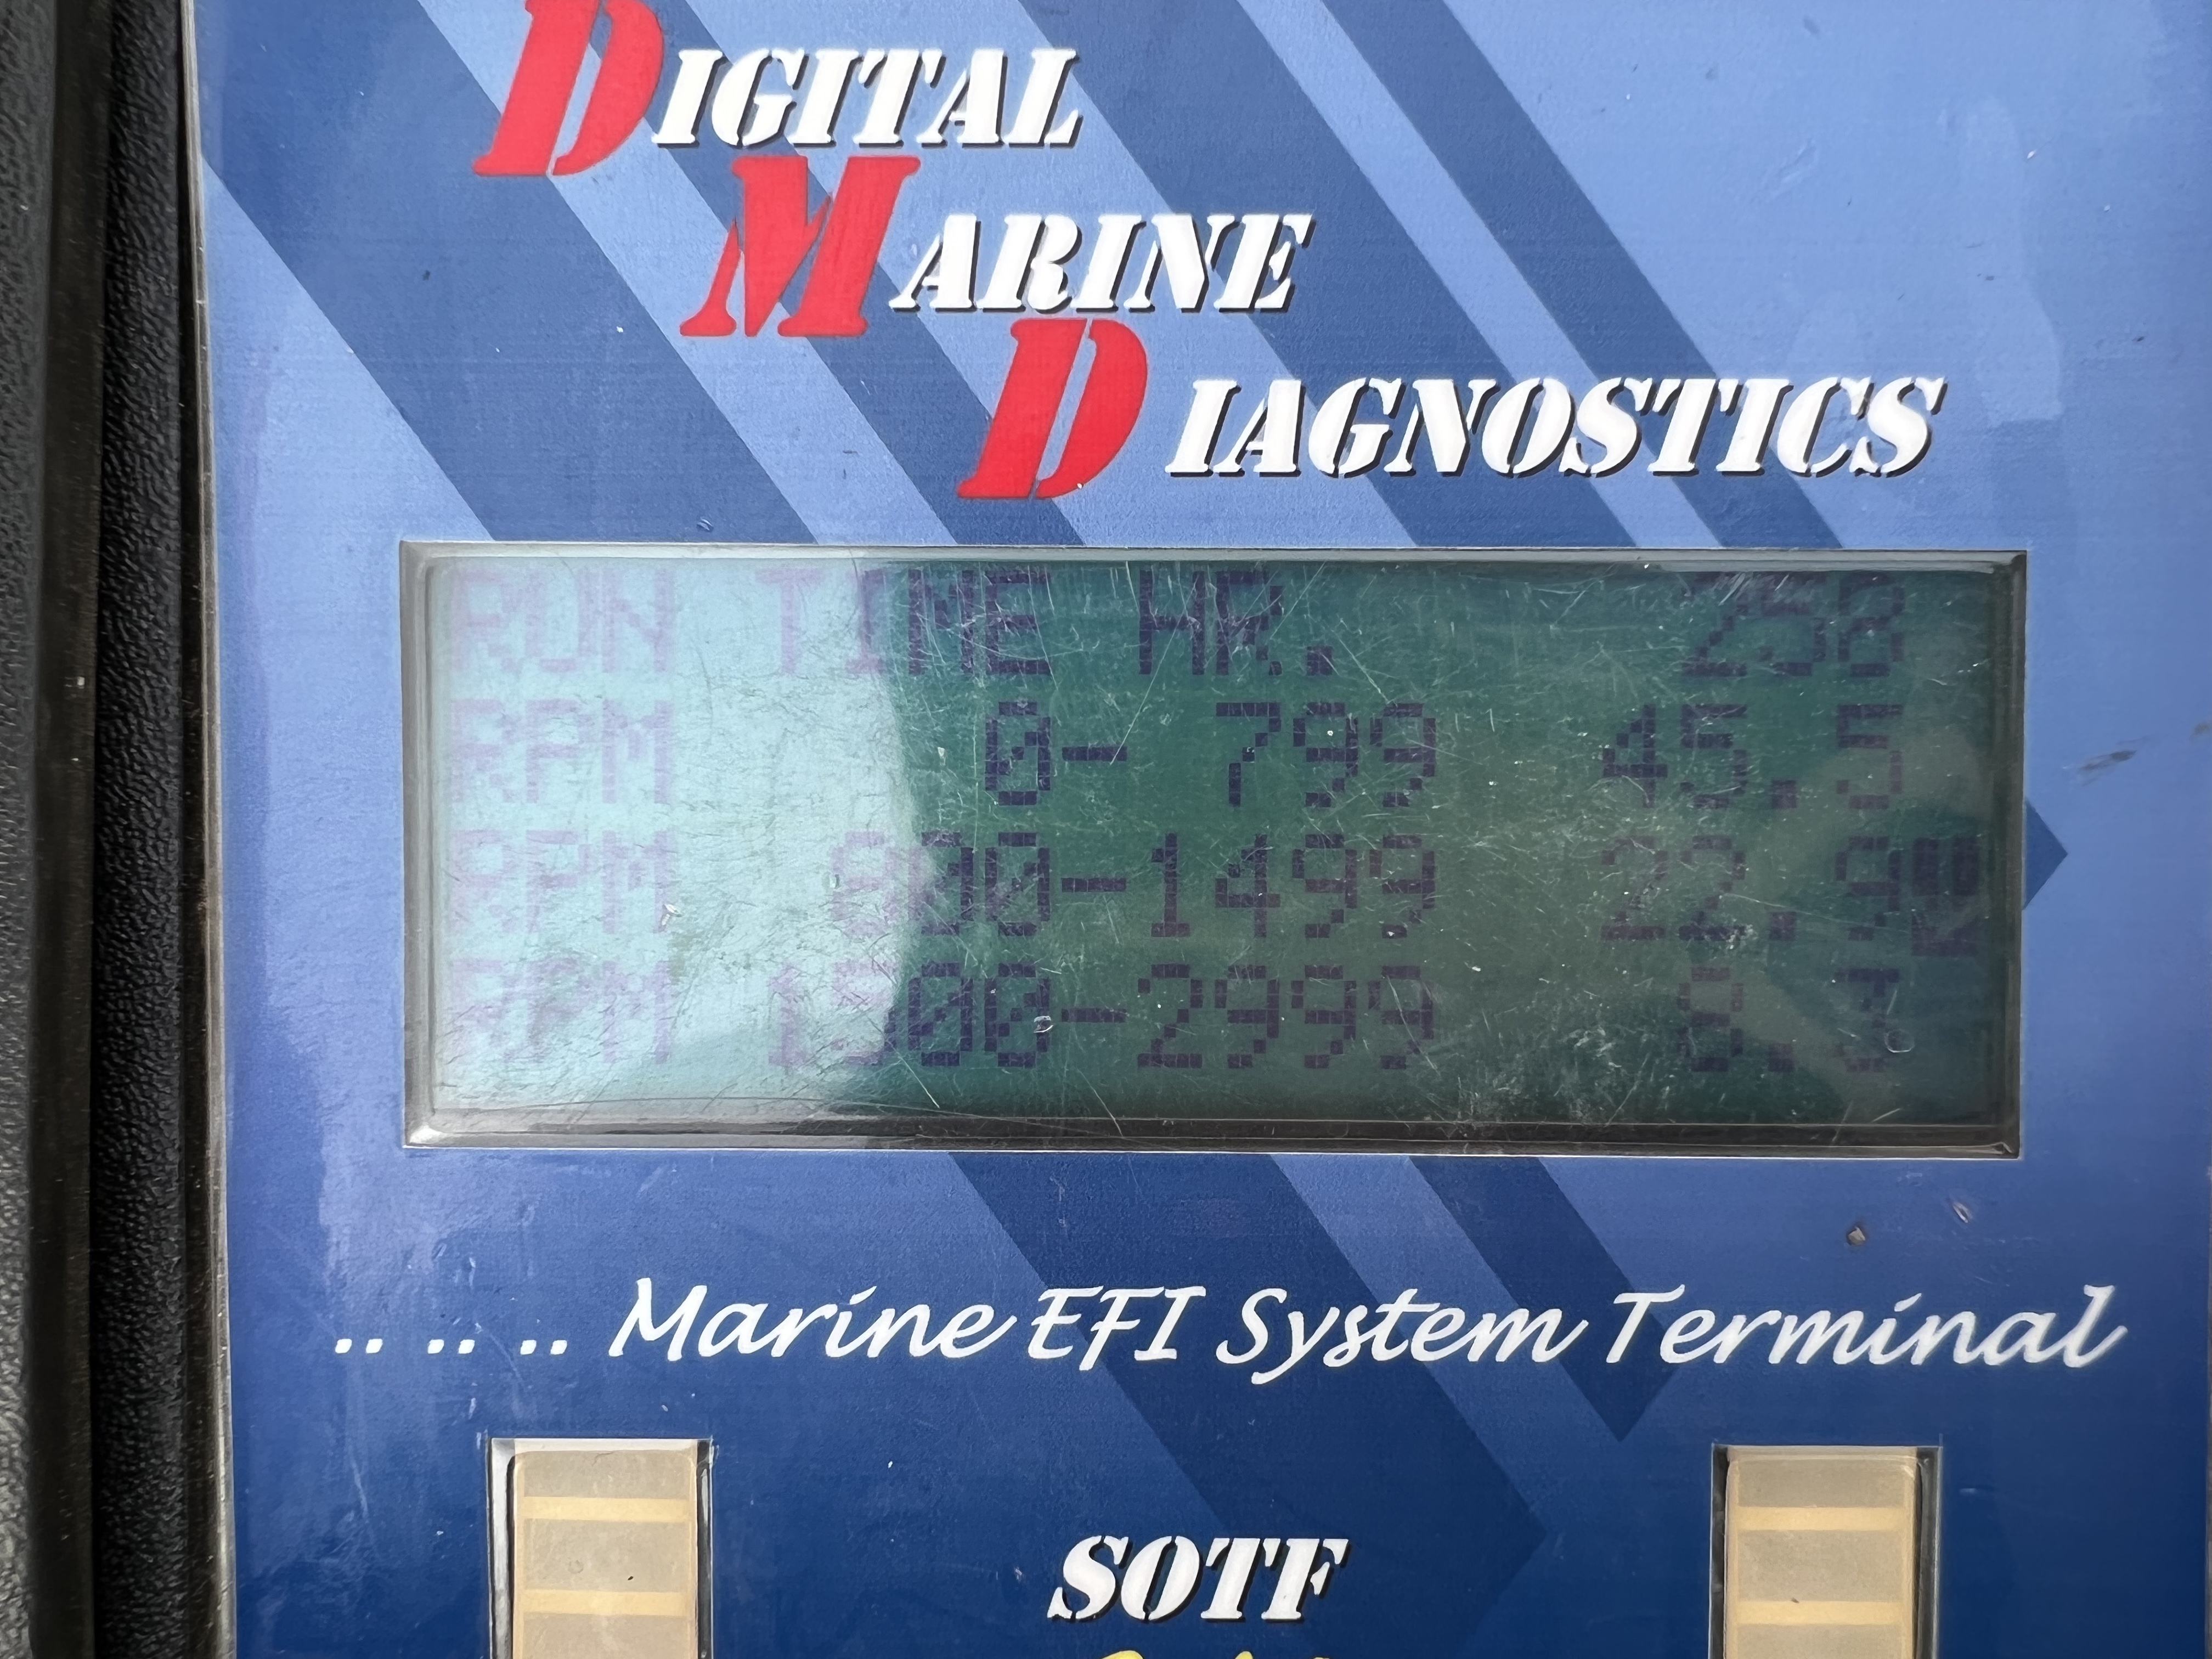 DIGITAL
MARINE
DIAGNOSTICS
RUN TIME HR. 258
RPM 0- 799 45.5
RPM 800-1499 22.9
RPM 1500-2999
.. .. .. Marine EFI System Terminal
SOTF